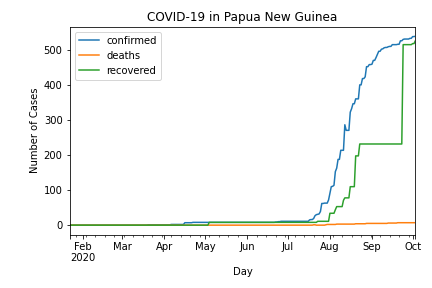 COVID-19 in Papua New Guinea
confirmed
deaths
recovered
Number of Cases
500
400
300
200
100
0
Feb Mar Apr May Jun Jul Aug Sep Oct
2020
Day